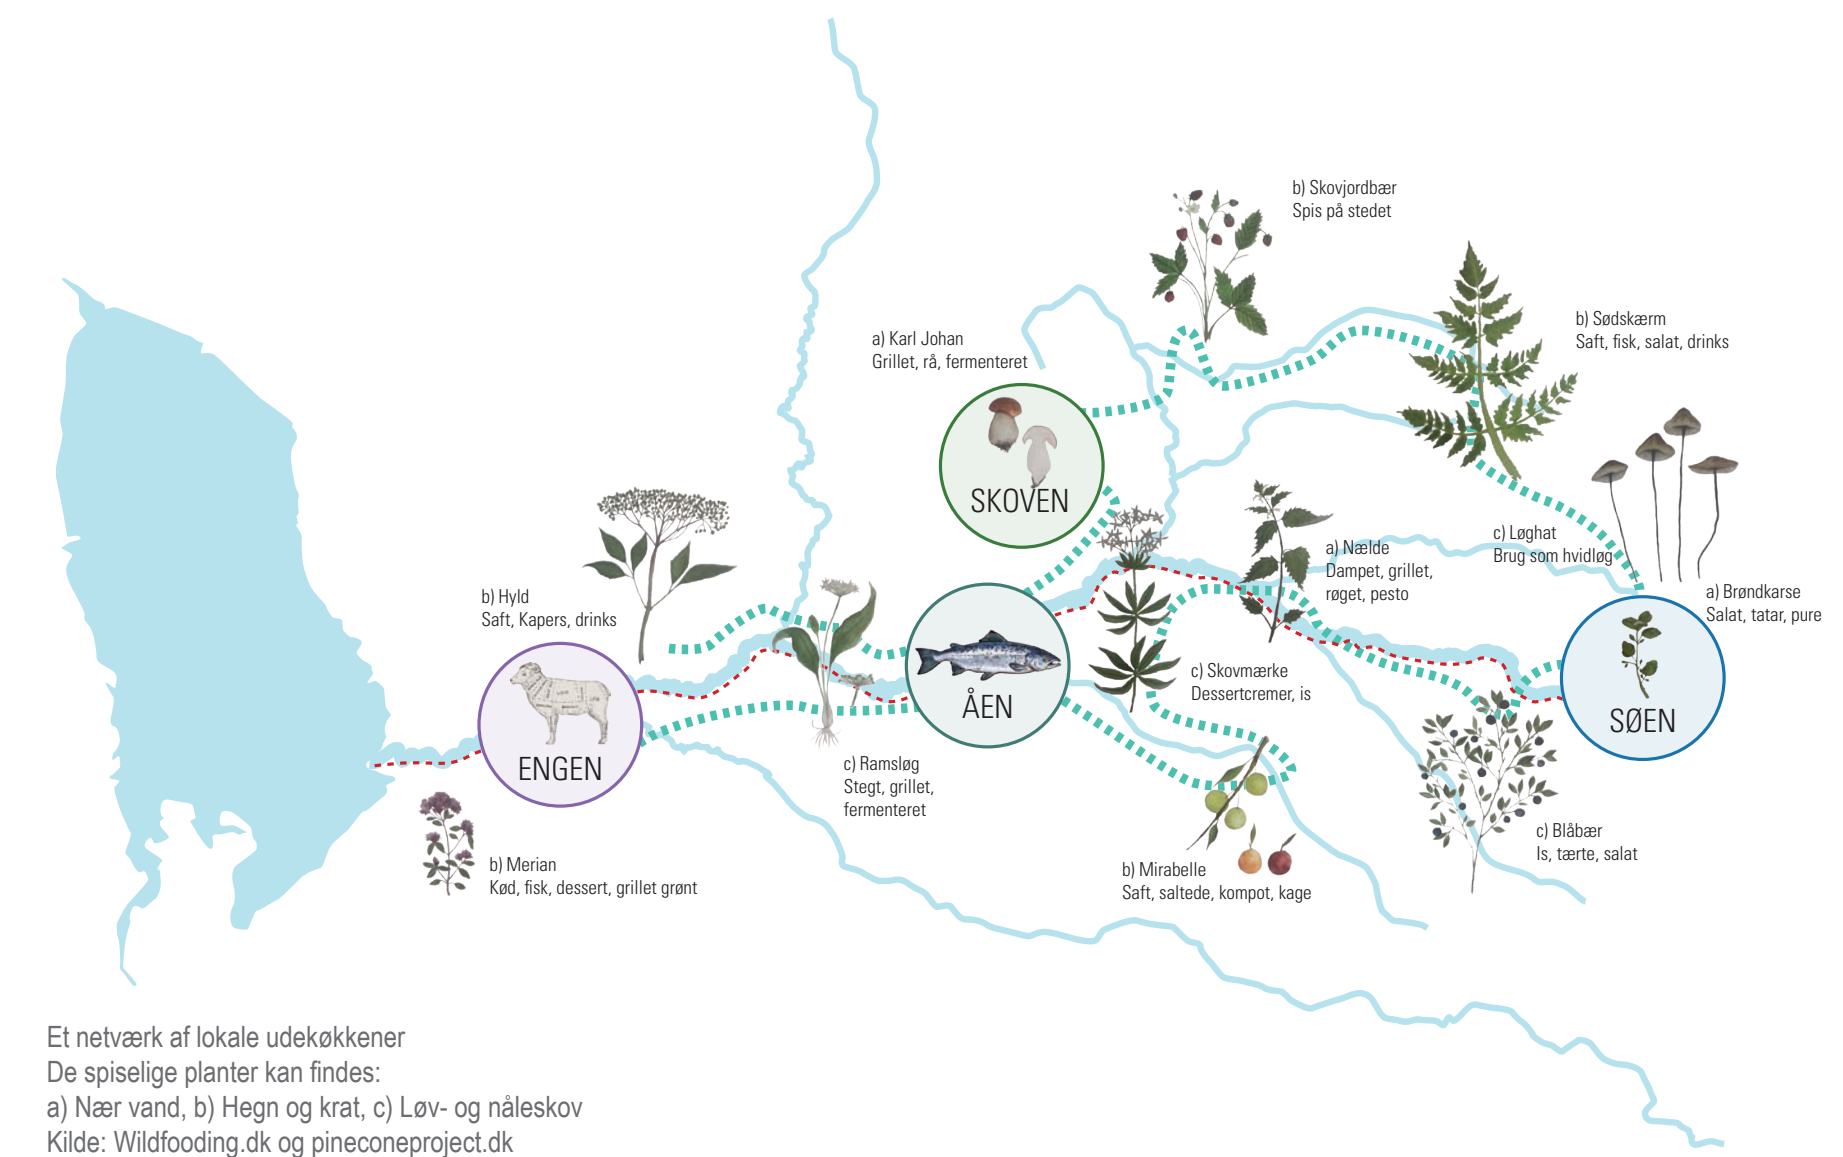 b) Skovjordbær
Spis på stedet
a) Karl Johan
Grillet, rå, fermenteret
b) Sødskærm
Saft, fisk, salat, drinks
SKOVEN
c) Løghat
Brug som hvidløg
a) Nælde
Dampet, grillet,
røget, pesto
b) Hyld
Saft, Kapers, drinks
a) Brøndkarse
Salat, tatar, pure
c) Skovmærke
Dessertcremer, is
ÅEN
SØEN
ENGEN
c) Ramsløg
Stegt, grillet,
fermenteret
b) Merian
Kød, fisk, dessert, grillet grønt
b) Mirabelle
Saft, saltede, kompot, kage
c) Blåbær
Is, tærte, salat
Et netværk af lokale udekøkkener
De spiselige planter kan findes:
a) Nær vand, b) Hegn og krat, c) Løv- og nåleskov
Kilde: Wildfooding.dk og pineconeproject.dk